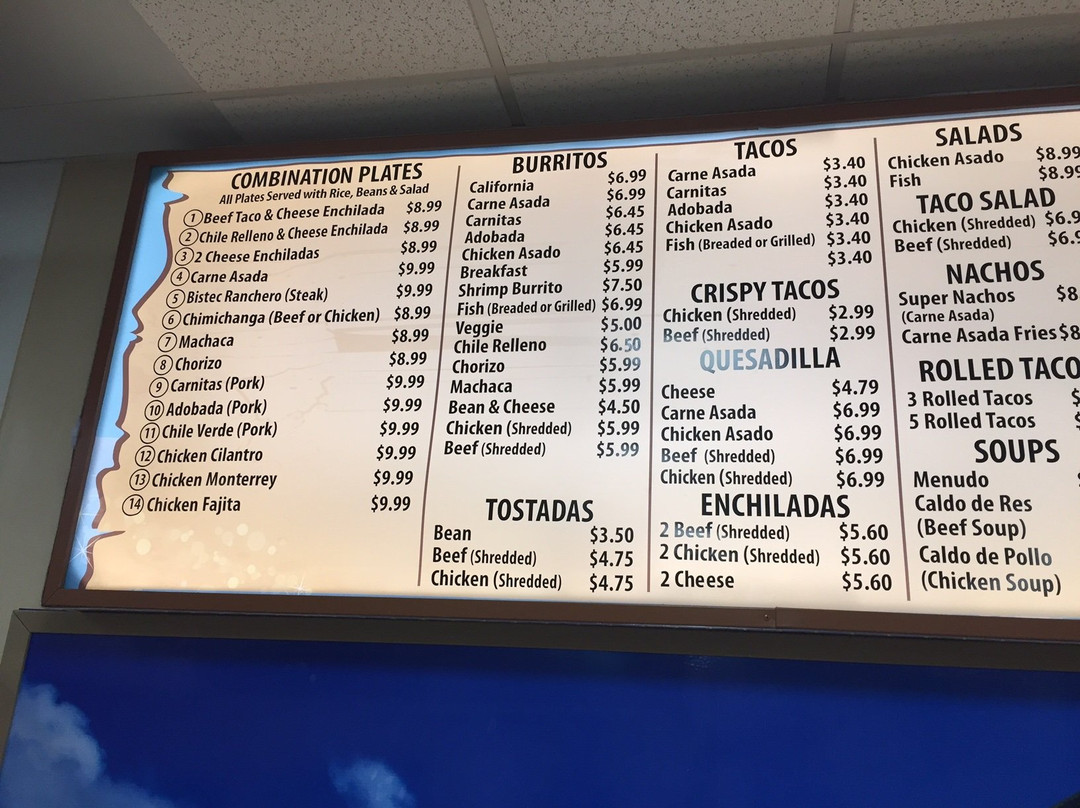 COMBINATION PLATES
All Plates Served with Rice, Beans & Salad
1 Beef Taco & Cheese Enchilada $8.99
2 Chile Relleno & Cheese Enchilada $8.99
3 2 Cheese Enchiladas $8.99
4 Carne Asada $9.99
5 Bistec Ranchero (Steak) $9.99
6 Chimichanga (Beef or Chicken) $8.99
7 Machaca $8.99
8 Chorizo $8.99
9 Carnitas (Pork) $9.99
10 Adobada (Pork) $9.99
11 Chile Verde (Pork) $9.99
12 Chicken Cilantro $9.99
13 Chicken Monterrey $9.99
14 Chicken Fajita $9.99
BURRITOS
California $6.99
Carne Asada $6.99
Carnitas $6.45
Adobada $6.45
Chicken Asado $6.45
Breakfast $5.99
Shrimp Burrito $7.50
Fish (Breaded or Grilled) $6.99
Veggie $5.00
Chile Relleno $6.50
Chorizo $5.99
Machaca $5.99
Bean & Cheese $4.50
Chicken (Shredded) $5.99
Beef (Shredded) $5.99
TOSTADAS
Bean $3.50
Beef (Shredded) $4.75
Chicken (Shredded) $4.75
TACOS
Carne Asada $3.40
Carnitas $3.40
Adobada $3.40
Chicken Asado $3.40
Fish (Breaded or Grilled) $3.40
$3.40
CRISPY TACOS
Chicken (Shredded) $2.99
Beef (Shredded) $2.99
QUESADILLA
Cheese $4.79
Carne Asada $6.99
Chicken Asado $6.99
Beef (Shredded) $6.99
Chicken (Shredded) $6.99
ENCHILADAS
2 Beef (Shredded) $5.60
2 Chicken (Shredded) $5.60
2 Cheese $5.60
SALADS
Chicken Asado $8.99
Fish $8.99
TACO SALAD
Chicken (Shredded) $6.9
Beef (Shredded) $6.
NACHOS
Super Nachos $8
(Carne Asada)
Carne Asada Fries $8
ROLLED TACO
3 Rolled Tacos $
5 Rolled Tacos $
SOUPS
Menudo
Caldo de Res
(Beef Soup)
Caldo de Pollo
(Chicken Soup)